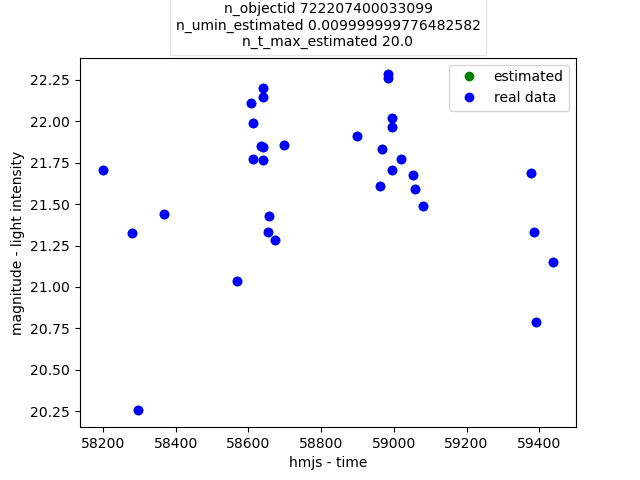 n_objectid 722207400033099
n_umin_estimated 0.009999999776482582
n_t_max_estimated 20.0
estimated
real data
magnitude - light intensity
22.25
22.00
21.75
21.50
21.25
21.00
20.75
20.50
20.25
58200 58400 58600 58800 59000 59200 59400
hmjs - time